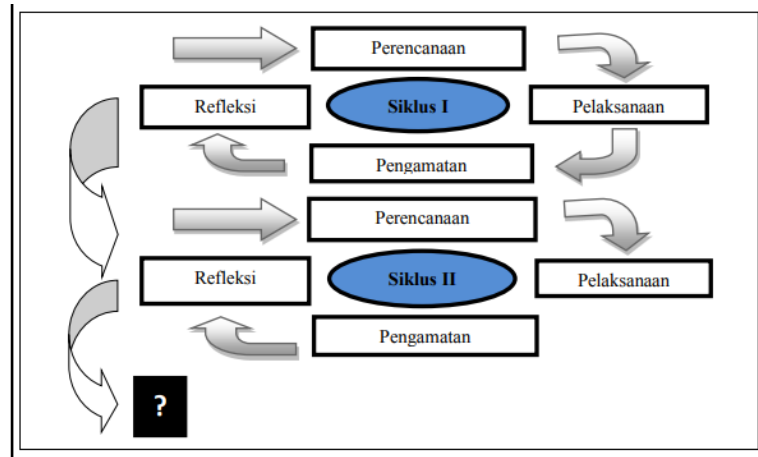 Perencanaan
Refleksi
Siklus I
Pelaksanaan
Pengamatan
Perencanaan
Refleksi
Siklus II
Pelaksanaan
Pengamatan
?